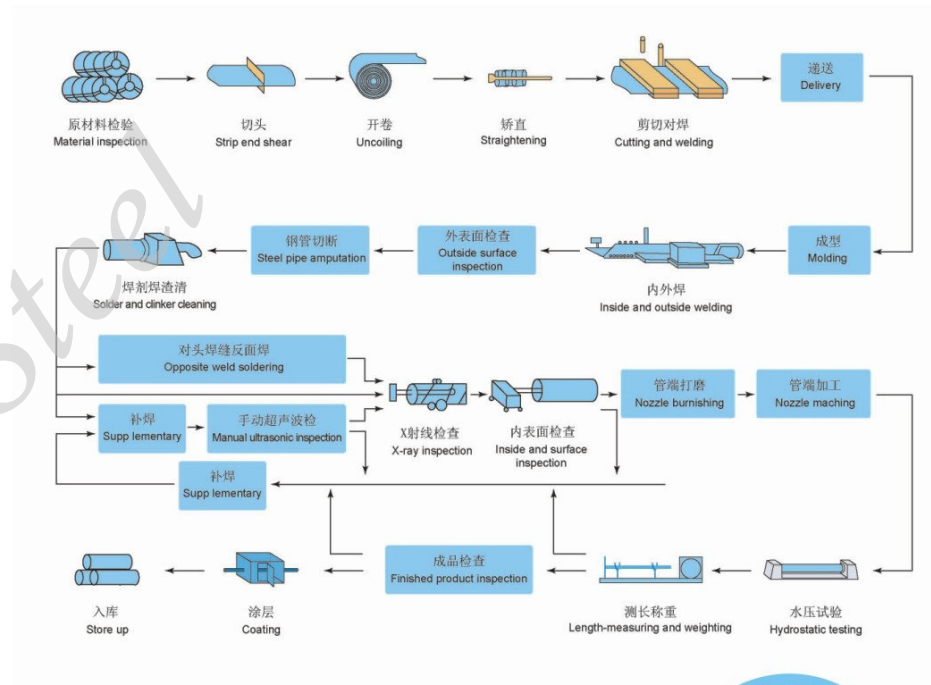 原材料检验
Material inspection
切头
Strip end shear
开卷
Uncoiling
矫直
Straightening
剪切对焊
Cutting and welding
递送
Delivery
焊剂焊渣清
Solder and clinker cleaning
钢管切断
Steel pipe amputation
外表面检查
Outside surface
inspection
内外焊
Inside and outside welding
成型
Molding
对头焊缝反面焊
Opposite weld soldering
补焊
Supp lementary
手动超声波检
Manual ultrasonic inspection
X射线检查
X-ray inspection
内表面检查
Inside and surface
inspection
管端打磨
Nozzle burnishing
管端加工
Nozzle maching
补焊
Supp lementary
入库
Store up
涂层
Coating
成品检查
Finished product inspection
测长称重
Length-measuring and weighting
水压试验
Hydrostatic testing
Steel